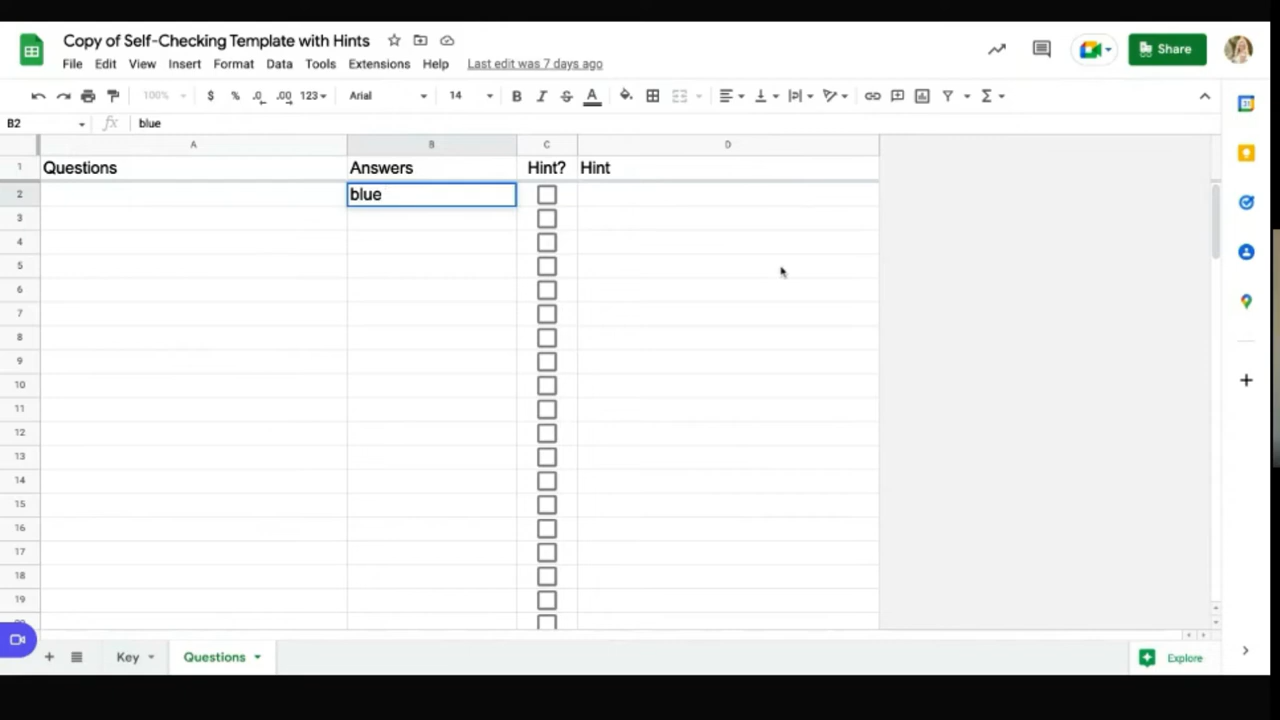 Copy of Self-Checking Template with Hints
File Edit View Insert Format Data Tools Extensions Help Last edit was 7 days ago
Share
100% $ % .0 .00 123 Arial 14 B I S A Σ
B2 fx blue
A B C D
1 Questions Answers Hint? Hint
2 blue
3
4
5
6
7
8
9
10
11
12
13
14
15
16
17
18
19
+ Key Questions Explore